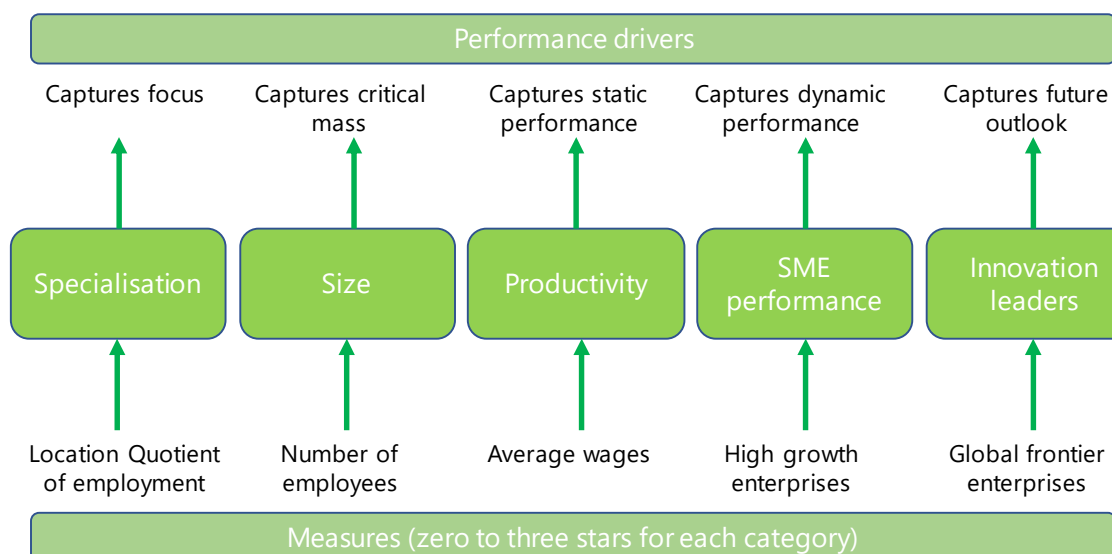 Performance drivers
Captures focus
Captures critical
mass
Captures static
performance
Captures dynamic
performance
Captures future
outlook
Specialisation
Size
Productivity
SME
performance
Innovation
leaders
Location Quotient
of employment
Number of
employees
Average wages
High growth
enterprises
Global frontier
enterprises
Measures (zero to three stars for each category)